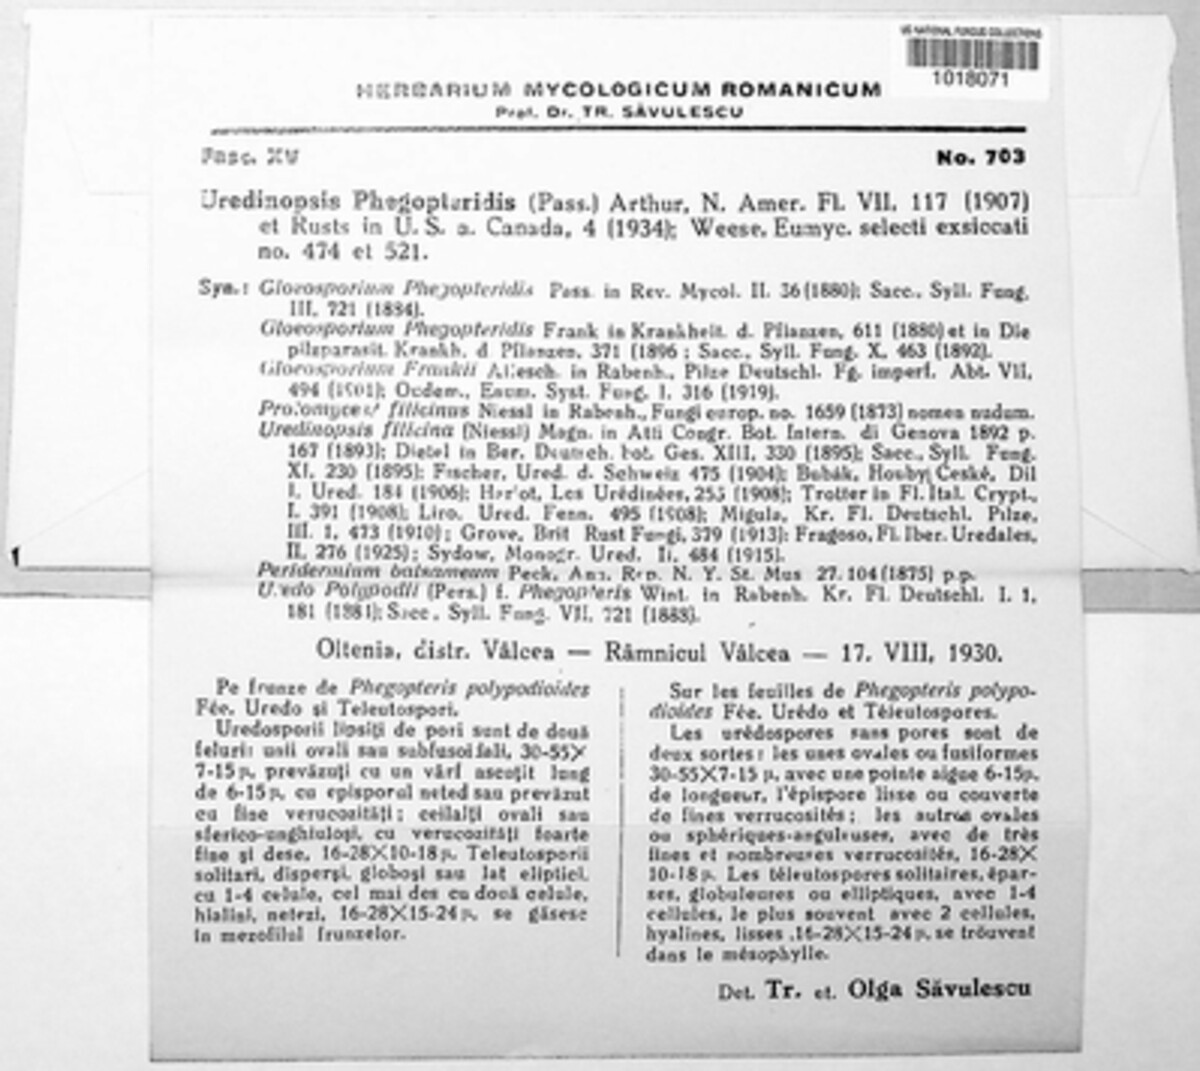 US NATIONAL FUNGUS COLLECTIONS
1018071
HERBARIUM MYCOLOGICUM ROMANICUM
Prof. Dr. TR. SĂVULESCU
Fasc. XV
No. 703
Uredinopsis Phegopteridis (Pass.) Arthur, N. Amer. Fl. VII, 117 (1907)
et Rusts in U. S. a. Canada, 4 (1934); Weese, Eumyc. selecti exsiccati
no. 474 et 521.
Syn.: Gloeosporium Phegopteridis Pass. in Rev. Mycol. II. 36 (1880); Sacc., Syll. Fung.
III, 721 (1884).
Gloeosporium Phegopteridis Frank in Krankheit. d. Pflanzen, 611 (1880) et in Die
pilzparasit. Krankh. d Pflanzen, 371 (1896; Sacc., Syll. Fung. X, 463 (1892).
Gloeosporium Frankii Allesch. in Rabenh., Pilze Deutschl. Fg. imperf. Abt. VII,
494 (1901); Oudem., Enum. Syst. Fung. I, 316 (1919).
Protomyces? filicinus Niessl in Rabenh., Fungi europ. no. 1659 (1873) nomen nudum.
Uredinopsis filicina (Niessl) Magn. in Atti Congr. Bot. Intern. di Genova 1892 p.
167 (1893); Dietel in Ber. Deutsch. bot. Ges. XIII, 330 (1895); Sacc., Syll. Fung.
XI, 230 (1895); Fischer, Ured. d. Schweiz 475 (1904); Bubák, Houby České, Dil
I. Ured. 184 (1906); Hariot, Les Urédinées, 255 (1908); Trotter in Fl. Ital. Crypt.,
I. 391 (1908); Liro, Ured. Fenn. 495 (1908); Migula, Kr. Fl. Deutschl. Pilze,
III. 1, 473 (1910); Grove, Brit Rust Fungi, 379 (1913); Fragoso, Fl. Iber. Uredales,
II, 276 (1925); Sydow, Monogr. Ured. II, 484 (1915).
Peridermium balsameum Peck, Ann. Rep. N. Y. St. Mus 27. 104 (1875) p.p.
Uredo Polypodii (Pers.) f. Phegopteris Wint. in Rabenh. Kr. Fl. Deutschl. I. 1,
181 (1881); Sacc., Syll. Fung. VII, 721 (1888).
Oltenia, distr. Vâlcea — Râmnicul Vâlcea — 17. VIII, 1930.
Pe frunze de Phegopteris polypodioides
Fée. Uredo și Teleutospori.
Uredosporii lipsiți de pori sunt de două
feluri: unii ovali sau subfusoidali, 30-55×
7-15 µ, prevăzuți cu un vârf ascuțit lung
de 6-15 µ, cu episporul neted sau prevăzut
cu fine verucozități; ceilalți ovali sau
sferico-unghiuloși, cu verucozități foarte
fine și dese, 16-28×10-18 µ. Teleutosporii
solitari, disperși, globoși sau lat eliptici,
cu 1-4 celule, cel mai des cu două celule,
hialini, netezi, 16-28×15-24 µ, se găsesc
în mezofilul frunzelor.
Sur les feuilles de Phegopteris polypo-
dioides Fée. Urédo et Téleutospores.
Les urédospores sans pores sont de
deux sortes: les unes ovales ou fusiformes
30-55×7-15 µ, avec une pointe aigue 6-15µ,
de longueur, l'épispore lisse ou couverte
de fines verrucosités; les autres ovales
ou sphériques-anguleuses, avec de très
fines et nombreuses verrucosités, 16-28×
10-18 µ. Les téleutospores solitaires, épar-
ses, globuleuses ou elliptiques, avec 1-4
cellules, le plus souvent avec 2 cellules,
hyalines, lisses ,16-28×15-24 µ, se trouvent
dans le mésophylle.
Det. Tr. et. Olga Săvulescu